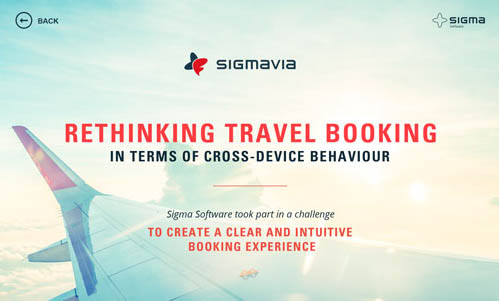 BACK
SIGMA
Software
SIGMAVIA
RETHINKING TRAVEL BOOKING
IN TERMS OF CROSS-DEVICE BEHAVIOUR
Sigma Software took part in a challenge
TO CREATE A CLEAR AND INTUITIVE
BOOKING EXPERIENCE